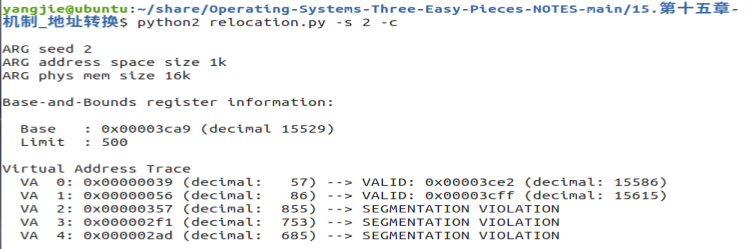 yangjie@ubuntu:~/share/Operating-Systems-Three-Easy-Pieces-NOTES-main/15.第十五章-
机制_地址转换$ python2 relocation.py -s 2 -c
ARG seed 2
ARG address space size 1k
ARG phys mem size 16k
Base-and-Bounds register information:
Base : 0x00003ca9 (decimal 15529)
Limit : 500
Virtual Address Trace
VA 0: 0x00000039 (decimal: 57) --> VALID: 0x00003ce2 (decimal: 15586)
VA 1: 0x00000056 (decimal: 86) --> VALID: 0x00003cff (decimal: 15615)
VA 2: 0x00000357 (decimal: 855) --> SEGMENTATION VIOLATION
VA 3: 0x000002f1 (decimal: 753) --> SEGMENTATION VIOLATION
VA 4: 0x000002ad (decimal: 685) --> SEGMENTATION VIOLATION